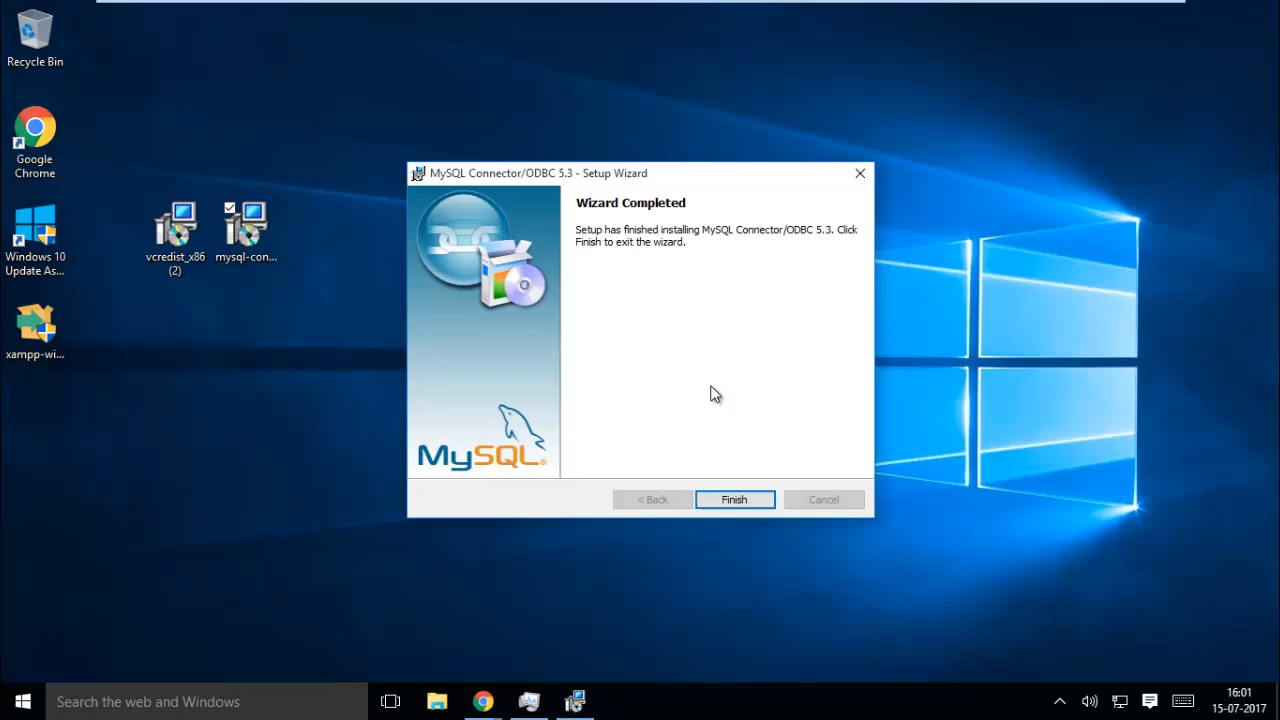 Recycle Bin
Google
Chrome
Windows 10
Update As...
xampp-wi...
vcredist_x86
(2)
mysql-con...
MySQL Connector/ODBC 5.3 - Setup Wizard
Wizard Completed
Setup has finished installing MySQL Connector/ODBC 5.3. Click
Finish to exit the wizard.
MySQL®
< Back
Finish
Cancel
Search the web and Windows
16:01
15-07-2017